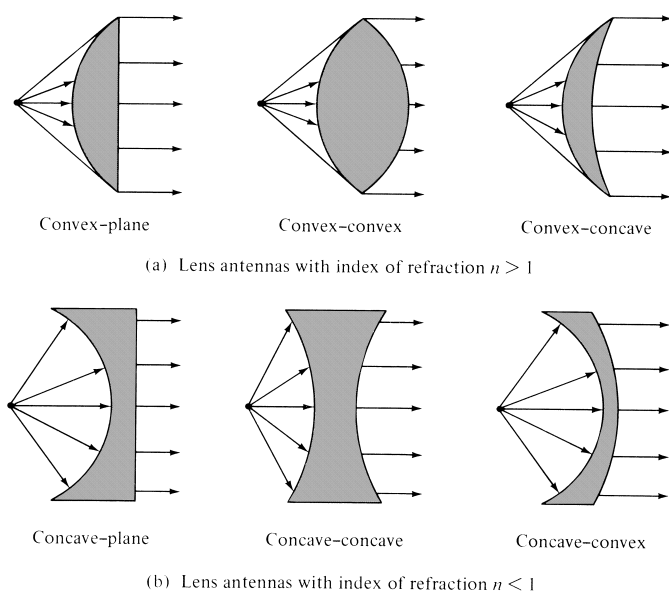 Convex–plane
Convex–convex
Convex–concave
(a) Lens antennas with index of refraction n > 1
Concave–plane
Concave–concave
Concave–convex
(b) Lens antennas with index of refraction n < 1